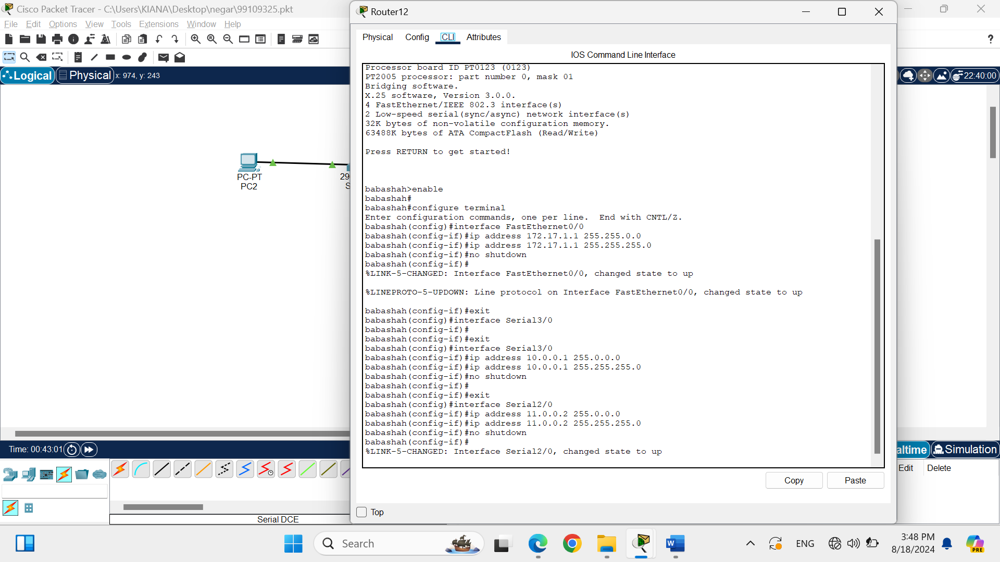 Cisco Packet Tracer - C:\Users\KIANA\Desktop\negar\99109325.pkt
File Edit Options View Tools Extensions Window Help
?
Logical Physical x: 974, y: 243
22:40:00
PC-PT
PC2
29
S
Router12
Physical Config CLI Attributes
IOS Command Line Interface
Processor board ID PT0123 (0123)
PT2005 processor: part number 0, mask 01
Bridging software.
X.25 software, Version 3.0.0.
4 FastEthernet/IEEE 802.3 interface(s)
2 Low-speed serial(sync/async) network interface(s)
32K bytes of non-volatile configuration memory.
63488K bytes of ATA CompactFlash (Read/Write)
Press RETURN to get started!
babashah>enable
babashah#
babashah#configure terminal
Enter configuration commands, one per line.  End with CNTL/Z.
babashah(config)#interface FastEthernet0/0
babashah(config-if)#ip address 172.17.1.1 255.255.0.0
babashah(config-if)#ip address 172.17.1.1 255.255.255.0
babashah(config-if)#no shutdown
babashah(config-if)#
%LINK-5-CHANGED: Interface FastEthernet0/0, changed state to up
%LINEPROTO-5-UPDOWN: Line protocol on Interface FastEthernet0/0, changed state to up
babashah(config-if)#exit
babashah(config)#interface Serial3/0
babashah(config-if)#
babashah(config-if)#exit
babashah(config)#interface Serial3/0
babashah(config-if)#ip address 10.0.0.1 255.0.0.0
babashah(config-if)#ip address 10.0.0.1 255.255.255.0
babashah(config-if)#no shutdown
babashah(config-if)#
babashah(config-if)#exit
babashah(config)#interface Serial2/0
babashah(config-if)#ip address 11.0.0.2 255.0.0.0
babashah(config-if)#ip address 11.0.0.2 255.255.255.0
babashah(config-if)#no shutdown
babashah(config-if)#
%LINK-5-CHANGED: Interface Serial2/0, changed state to up
Copy Paste
Top
Time: 00:43:01
altime Simulation
Edit Delete
Serial DCE
Search
ENG
3:48 PM
8/18/2024
PRE